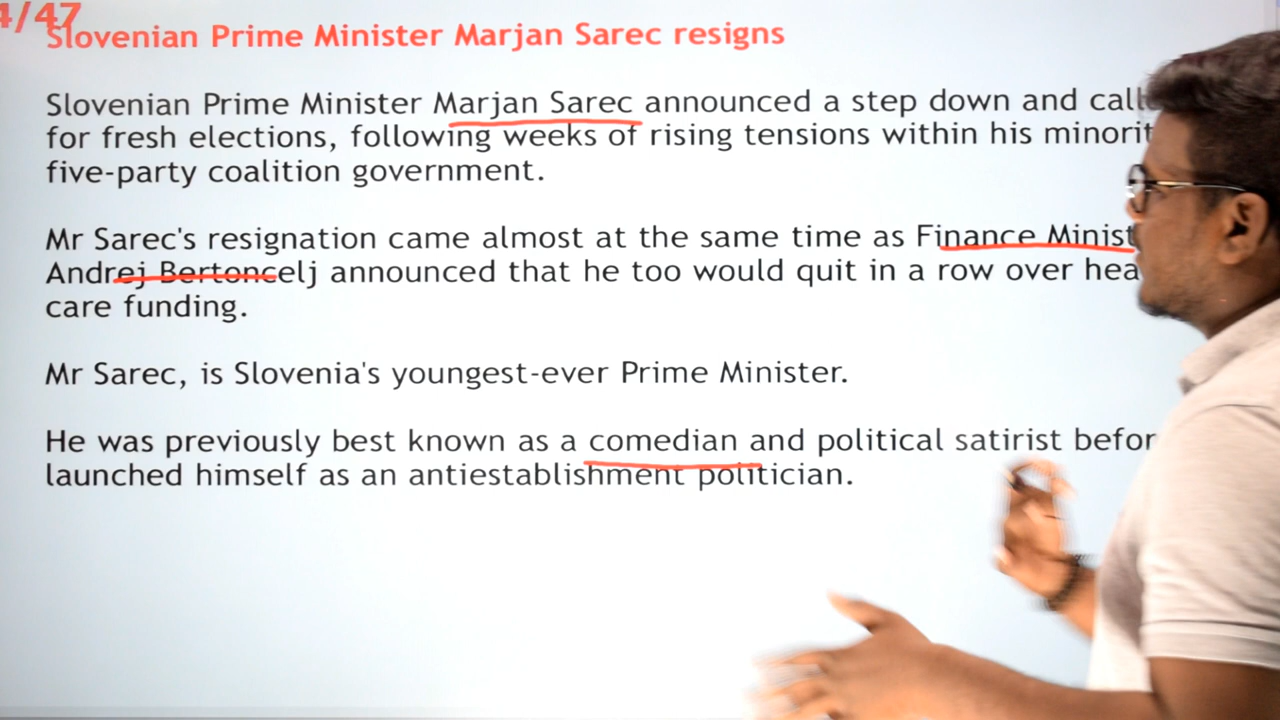 4/47
Slovenian Prime Minister Marjan Sarec resigns
Slovenian Prime Minister Marjan Sarec announced a step down and call
for fresh elections, following weeks of rising tensions within his minorit
five-party coalition government.
Mr Sarec's resignation came almost at the same time as Finance Minist
Andrej Bertoncelj announced that he too would quit in a row over hea
care funding.
Mr Sarec, is Slovenia's youngest-ever Prime Minister.
He was previously best known as a comedian and political satirist befor
launched himself as an antiestablishment politician.